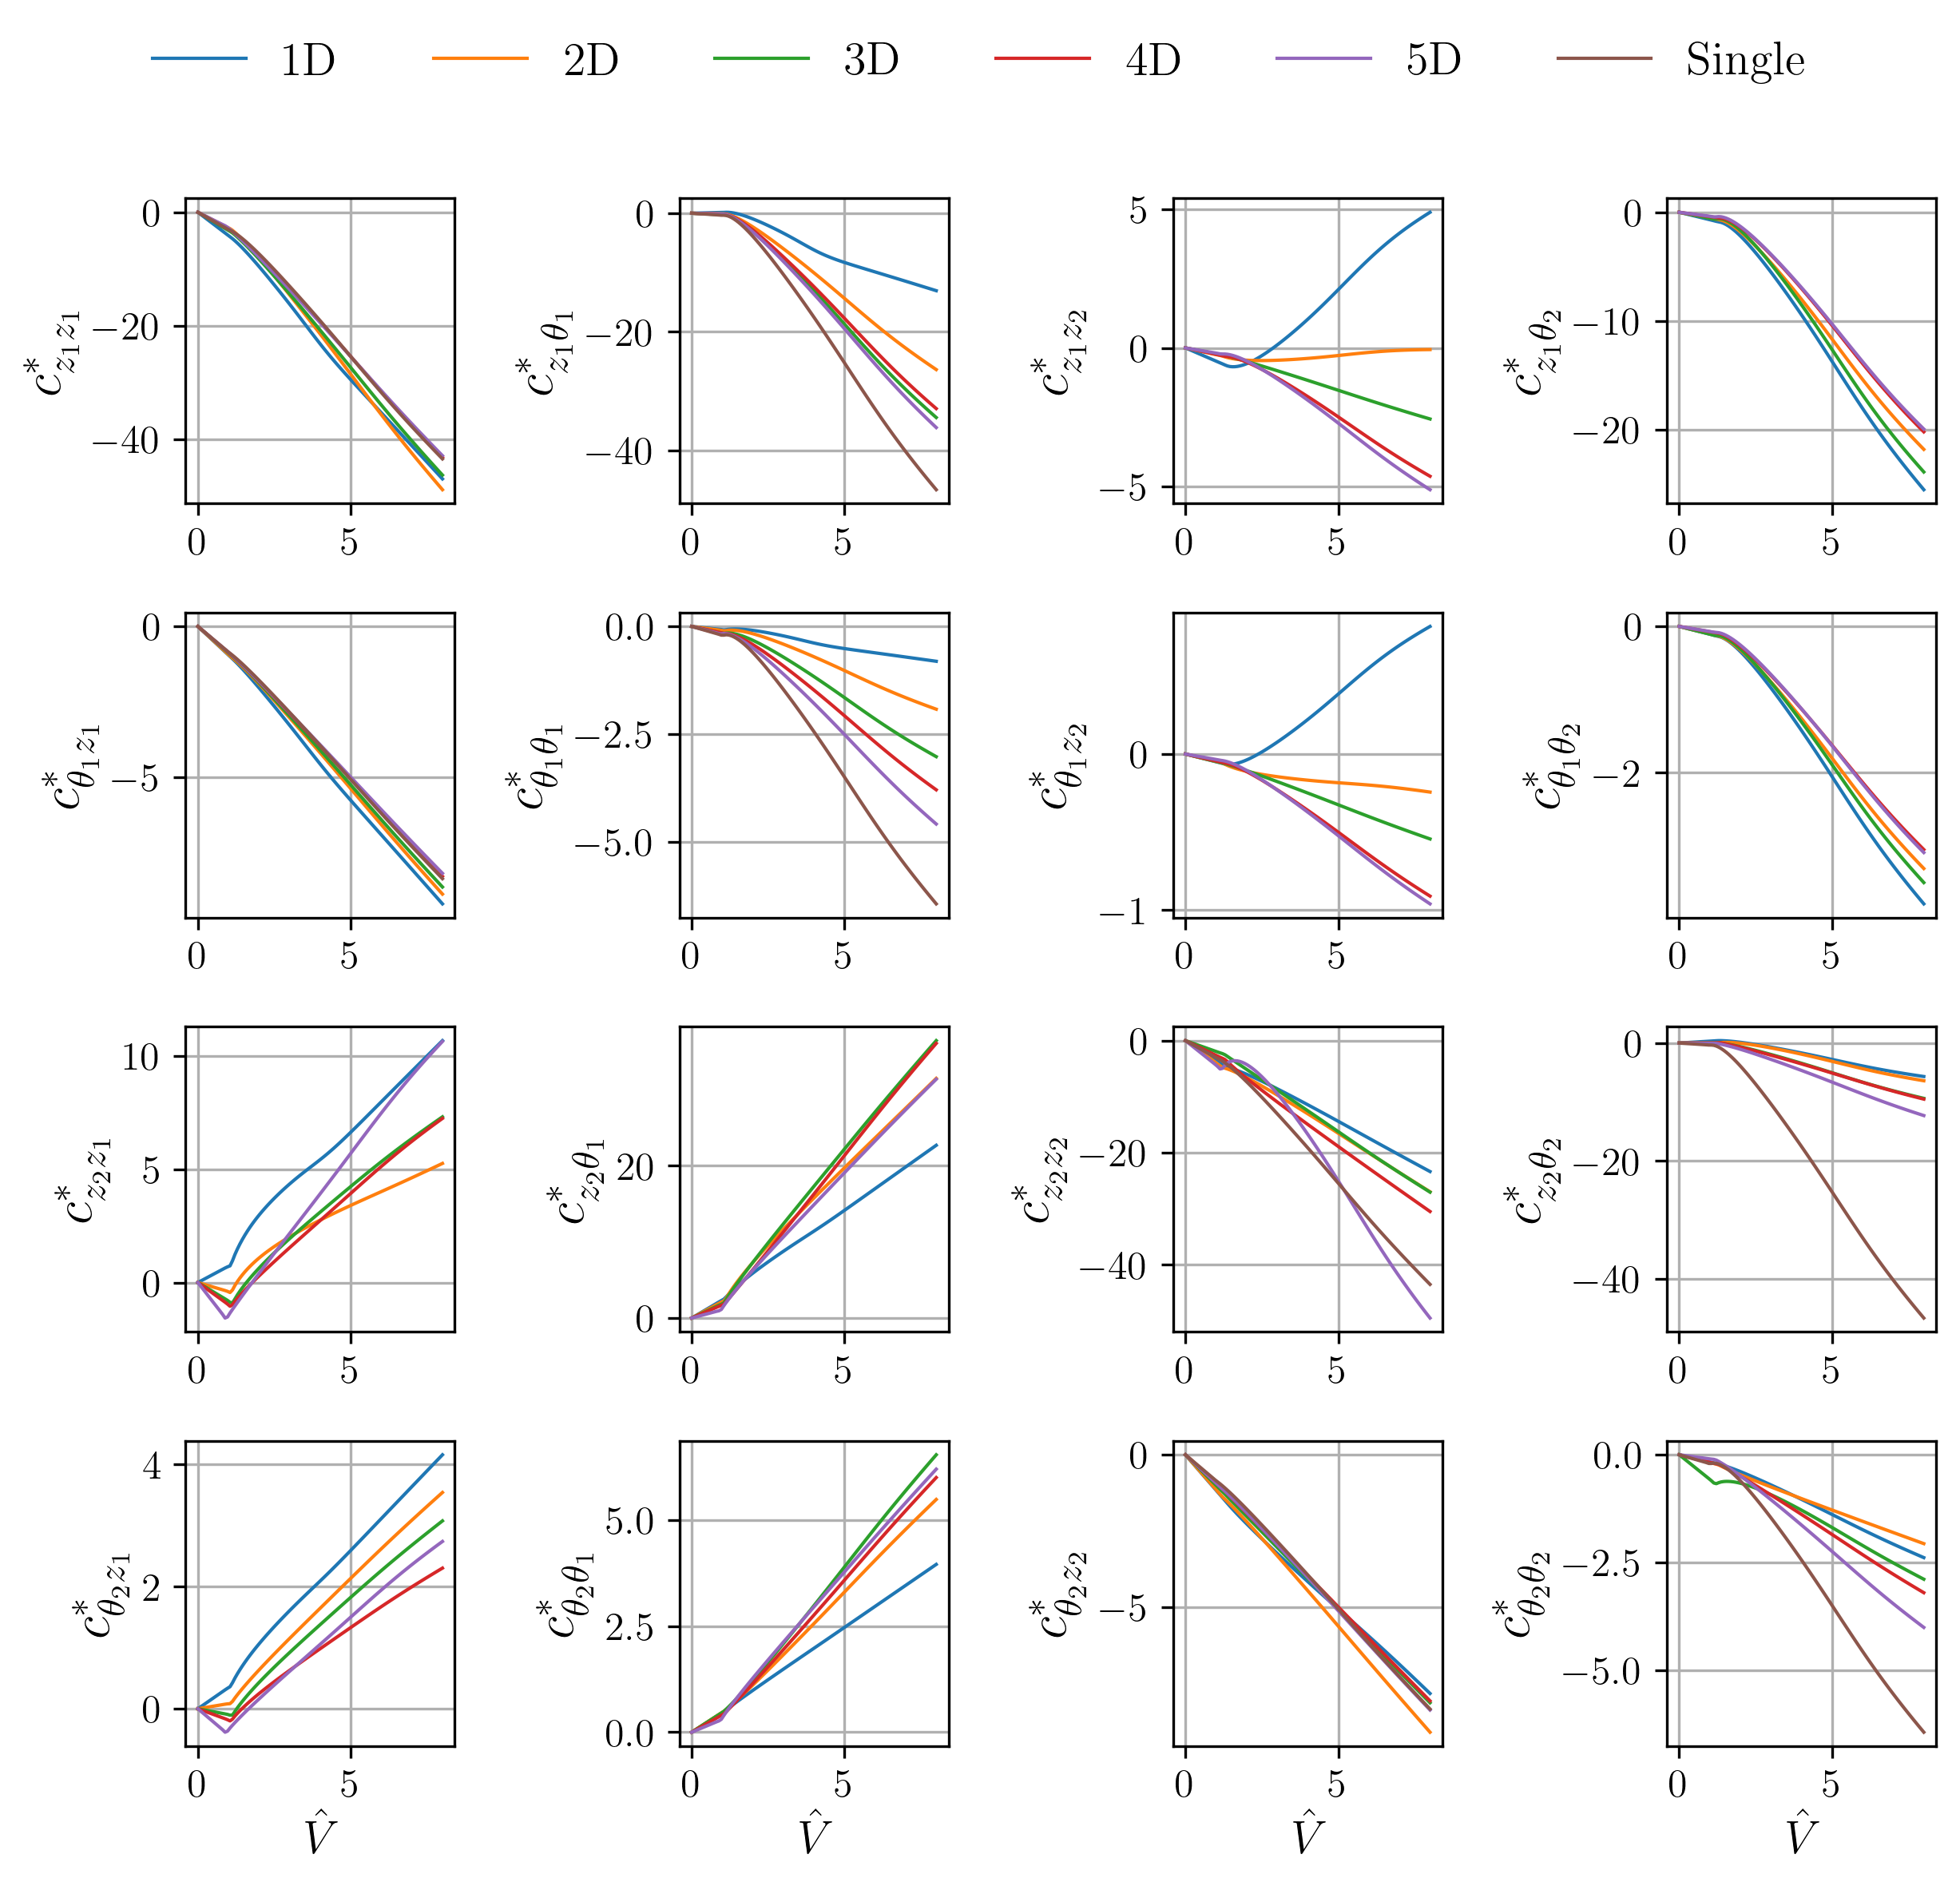 1D 2D 3D 4D 5D Single
0 −20 −40 0 5 c*z₁z₁
0 −20 −40 0 5 c*z₁θ₁
5 0 −5 0 5 c*z₁z₂
0 −10 −20 0 5 c*z₁θ₂
0 −5 0 5 c*θ₁z₁
0.0 −2.5 −5.0 0 5 c*θ₁θ₁
0 −1 0 5 c*θ₁z₂
0 −2 0 5 c*θ₁θ₂
10 5 0 0 5 c*z₂z₁
20 0 0 5 c*z₂θ₁
0 −20 −40 0 5 c*z₂z₂
0 −20 −40 0 5 c*z₂θ₂
4 2 0 0 5 c*θ₂z₁
5.0 2.5 0.0 0 5 c*θ₂θ₁
0 −5 0 5 c*θ₂z₂
0.0 −2.5 −5.0 0 5 c*θ₂θ₂
V̂ V̂ V̂ V̂